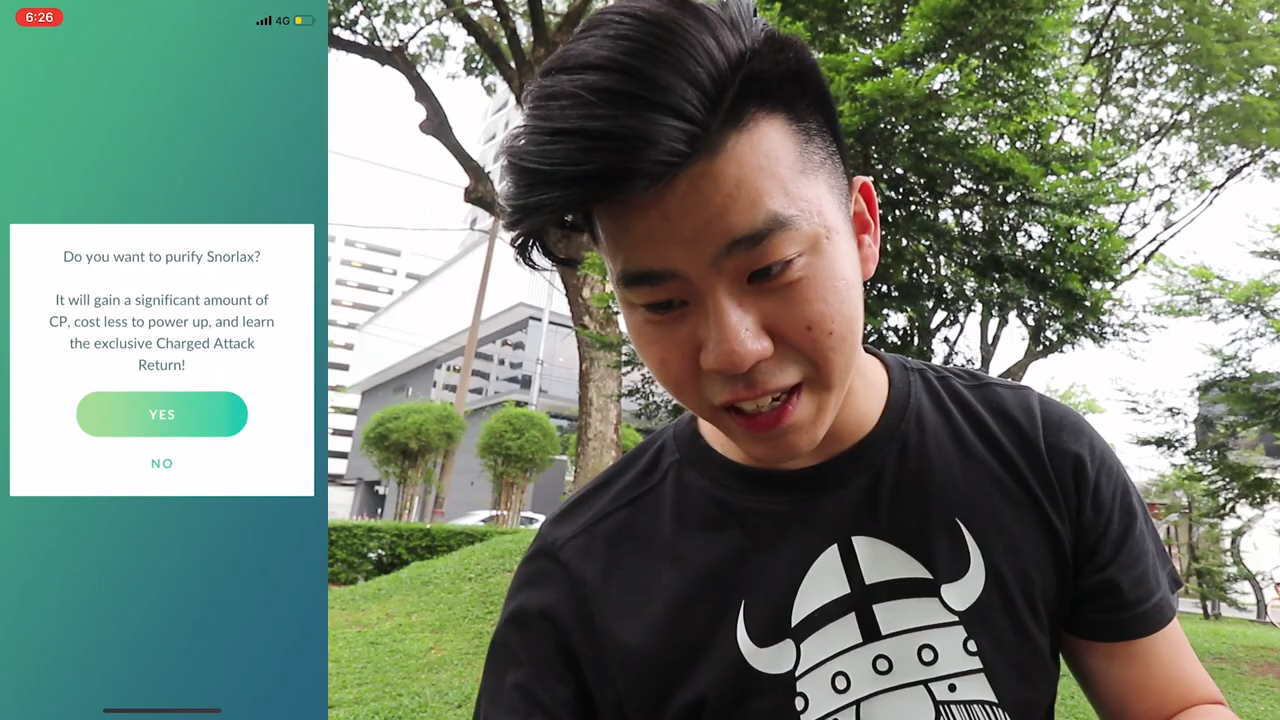 6:26
4G
Do you want to purify Snorlax?
It will gain a significant amount of
CP, cost less to power up, and learn
the exclusive Charged Attack
Return!
YES
NO